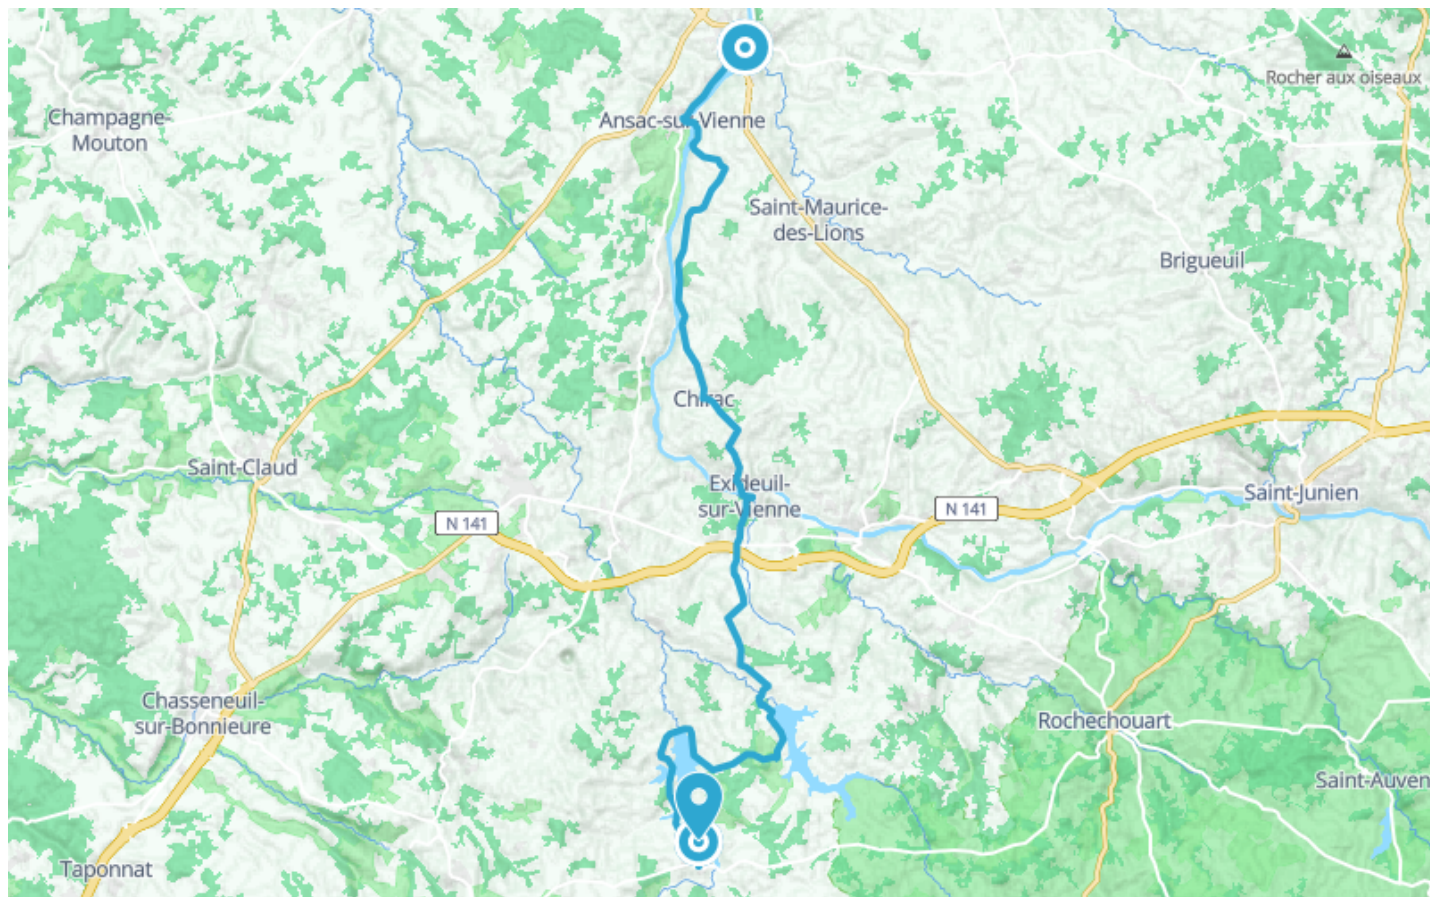 Rocher aux oiseaux
Champagne-
Mouton
Ansac-sur-Vienne
Saint-Maurice-
des-Lions
Brigueuil
Chirac
Saint-Claud
Exideuil-
sur-Vienne
Saint-Junien
N 141
N 141
Chasseneuil-
sur-Bonnieure
Rochechouart
Saint-Auven
Taponnat